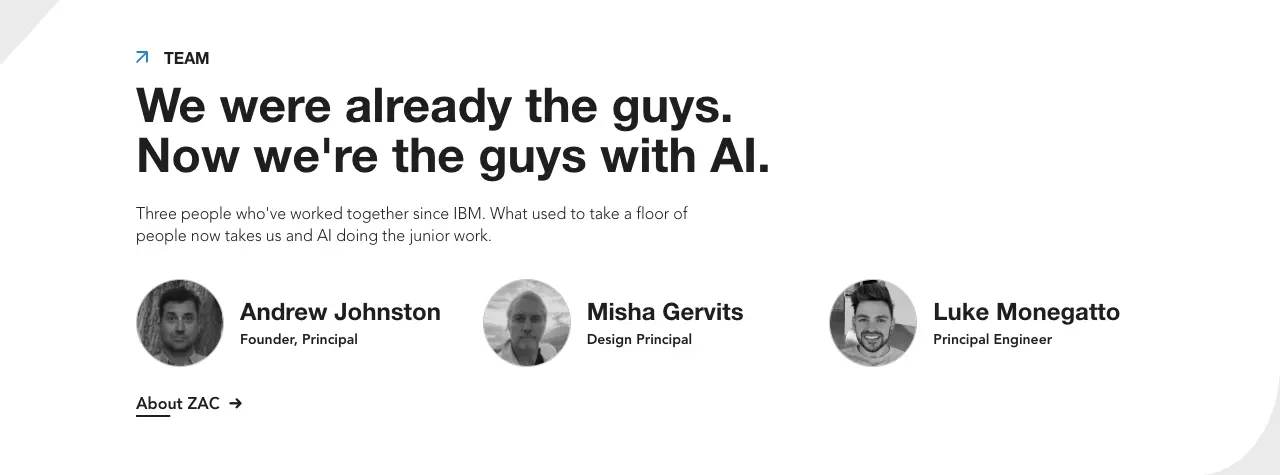 TEAM
We were already the guys.
Now we're the guys with AI.
Three people who've worked together since IBM. What used to take a floor of
people now takes us and AI doing the junior work.
Andrew Johnston
Founder, Principal
Misha Gervits
Design Principal
Luke Monegatto
Principal Engineer
About ZAC →